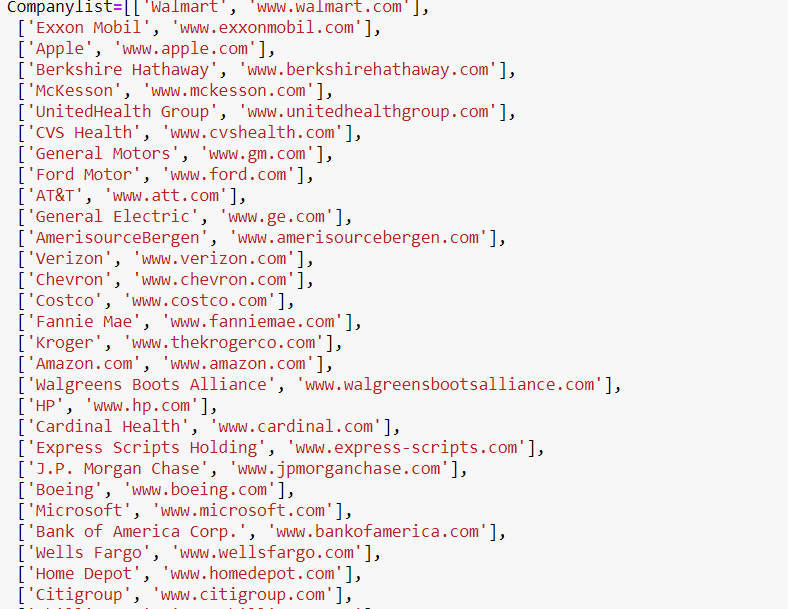 Companylist=[['Walmart', 'www.walmart.com'],
['Exxon Mobil', 'www.exxonmobil.com'],
['Apple', 'www.apple.com'],
['Berkshire Hathaway', 'www.berkshirehathaway.com'],
['McKesson', 'www.mckesson.com'],
['UnitedHealth Group', 'www.unitedhealthgroup.com'],
['CVS Health', 'www.cvshealth.com'],
['General Motors', 'www.gm.com'],
['Ford Motor', 'www.ford.com'],
['AT&T', 'www.att.com'],
['General Electric', 'www.ge.com'],
['AmerisourceBergen', 'www.amerisourcebergen.com'],
['Verizon', 'www.verizon.com'],
['Chevron', 'www.chevron.com'],
['Costco', 'www.costco.com'],
['Fannie Mae', 'www.fanniemae.com'],
['Kroger', 'www.thekrogerco.com'],
['Amazon.com', 'www.amazon.com'],
['Walgreens Boots Alliance', 'www.walgreensbootsalliance.com'],
['HP', 'www.hp.com'],
['Cardinal Health', 'www.cardinal.com'],
['Express Scripts Holding', 'www.express-scripts.com'],
['J.P. Morgan Chase', 'www.jpmorganchase.com'],
['Boeing', 'www.boeing.com'],
['Microsoft', 'www.microsoft.com'],
['Bank of America Corp.', 'www.bankofamerica.com'],
['Wells Fargo', 'www.wellsfargo.com'],
['Home Depot', 'www.homedepot.com'],
['Citigroup', 'www.citigroup.com'],